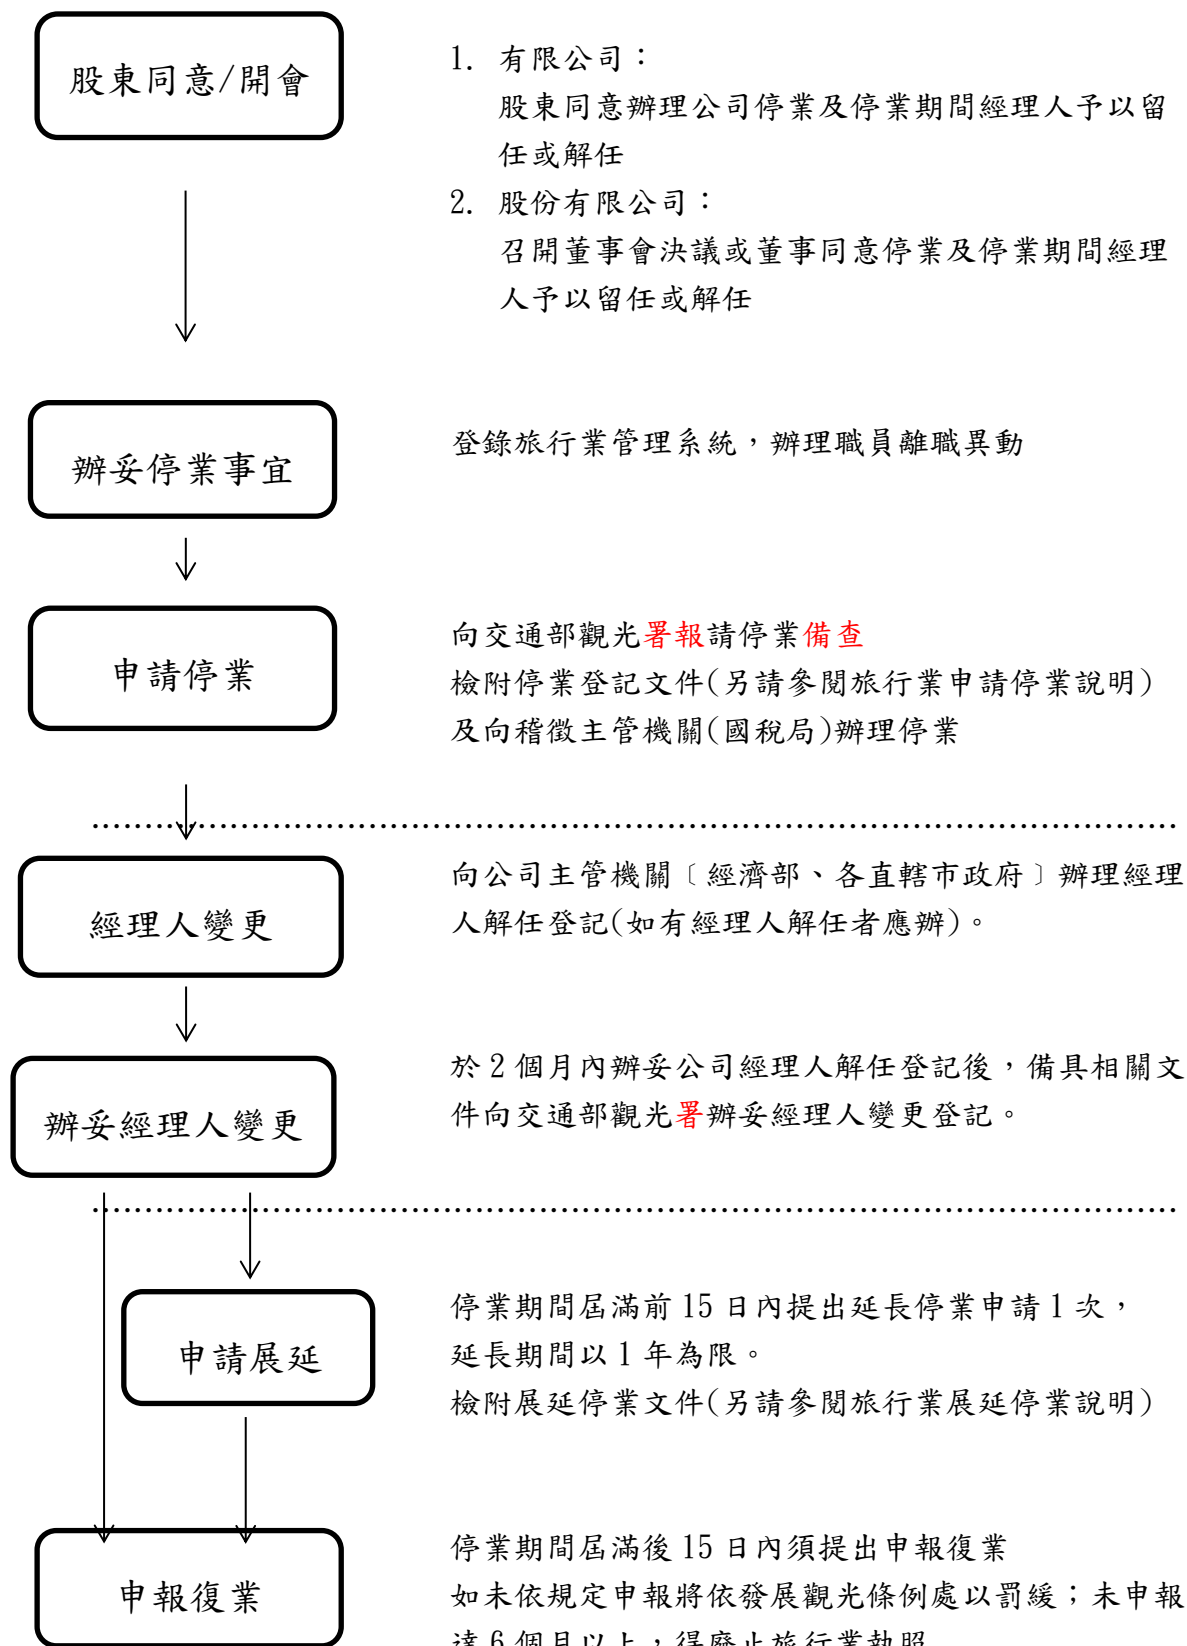 股東同意/開會
1. 有限公司：
股東同意辦理公司停業及停業期間經理人予以留
任或解任
2. 股份有限公司：
召開董事會決議或董事同意停業及停業期間經理
人予以留任或解任
辦妥停業事宜
登錄旅行業管理系統，辦理職員離職異動
申請停業
向交通部觀光署報請停業備查
檢附停業登記文件(另請參閱旅行業申請停業說明)
及向稽徵主管機關(國稅局)辦理停業
經理人變更
向公司主管機關﹝經濟部、各直轄市政府﹞辦理經理
人解任登記(如有經理人解任者應辦)。
辦妥經理人變更
於2個月內辦妥公司經理人解任登記後，備具相關文
件向交通部觀光署辦妥經理人變更登記。
申請展延
停業期間屆滿前15日內提出延長停業申請1次，
延長期間以1年為限。
檢附展延停業文件(另請參閱旅行業展延停業說明)
申報復業
停業期間屆滿後15日內須提出申報復業
如未依規定申報將依發展觀光條例處以罰緩；未申報
達6個月以上，得廢止旅行業執照